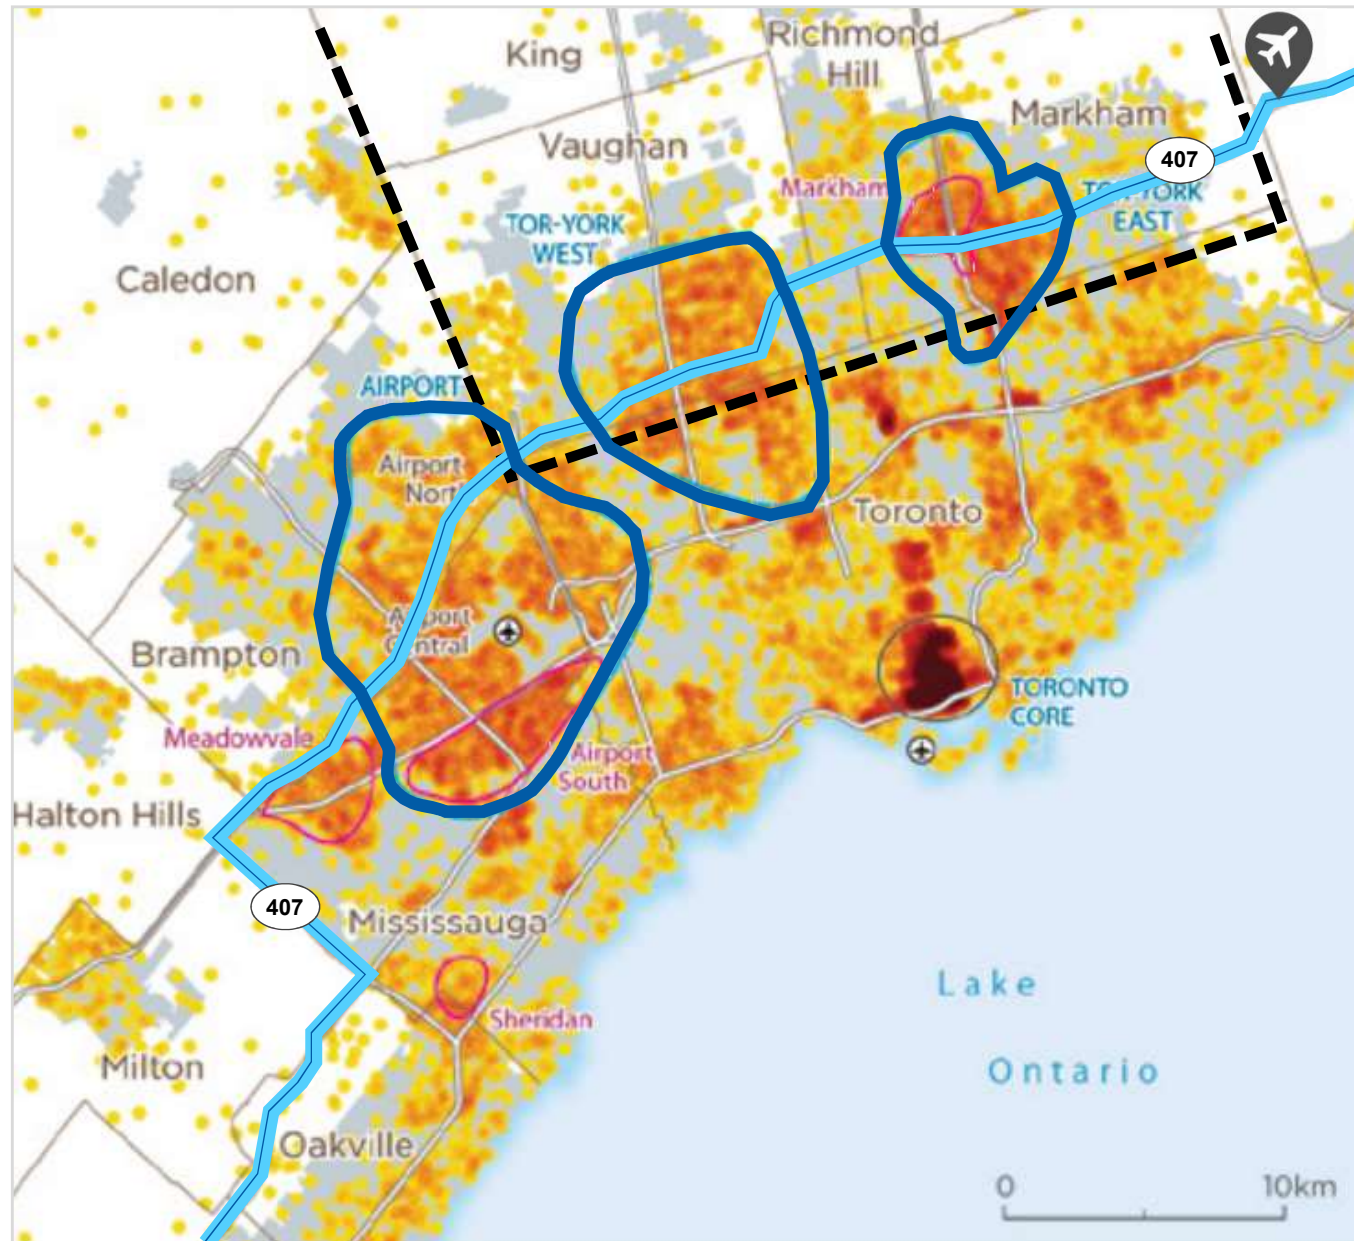 King
Richmond
Hill
Markham
Vaughan
407
Markham
TOR-YORK
EAST
TOR-YORK
WEST
Caledon
AIRPORT
Airport
North
Toronto
Airport
Central
Brampton
TORONTO
CORE
Meadowvale
Airport
South
Halton Hills
407
Mississauga
Lake
Sheridan
Ontario
Milton
Oakville
0 10km